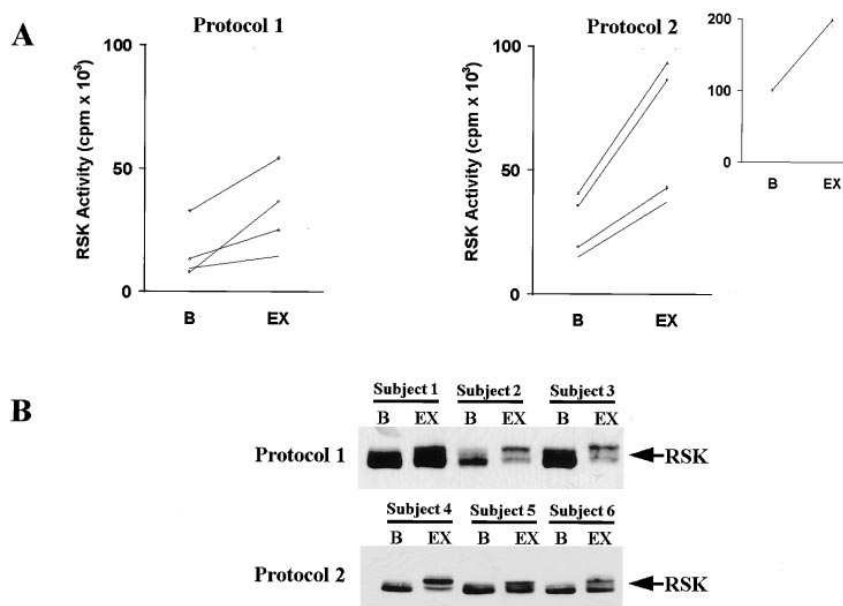 A
Protocol 1
RSK Activity (cpm x 10³)
100
50
0
B EX
Protocol 2
RSK Activity (cpm x 10³)
100
50
0
B EX
200
100
0
B EX
B
Subject 1 Subject 2 Subject 3
B EX B EX B EX
Protocol 1 RSK
Subject 4 Subject 5 Subject 6
B EX B EX B EX
Protocol 2 RSK